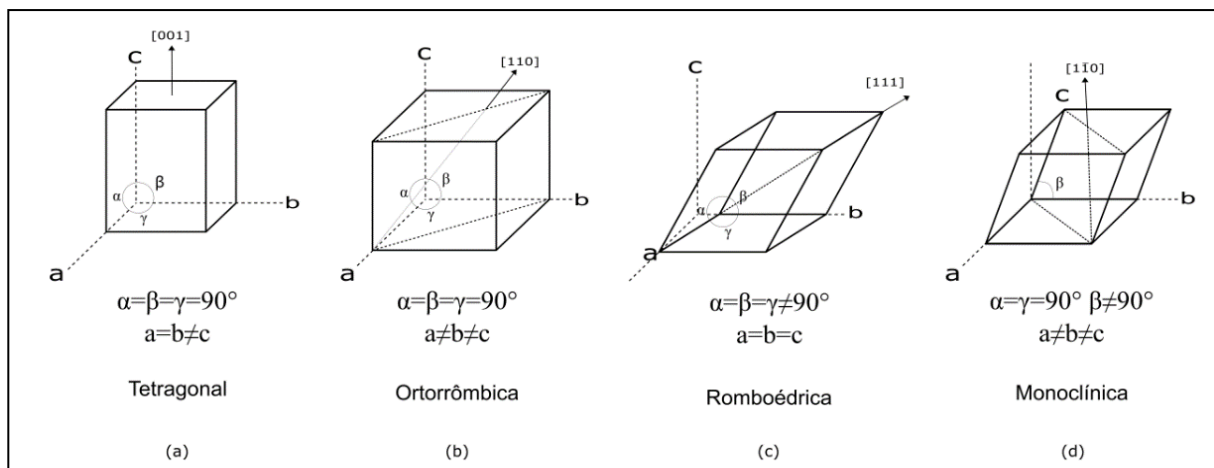 [001]
c
α
β
γ
b
a
α=β=γ=90°
a=b≠c
Tetragonal
(a)
[110]
c
α
β
γ
b
a
α=β=γ=90°
a≠b≠c
Ortorrômbica
(b)
[111]
c
α
β
γ
b
a
α=β=γ≠90°
a=b=c
Romboédrica
(c)
[11̅0]
c
β
b
a
α=γ=90° β≠90°
a≠b≠c
Monoclínica
(d)